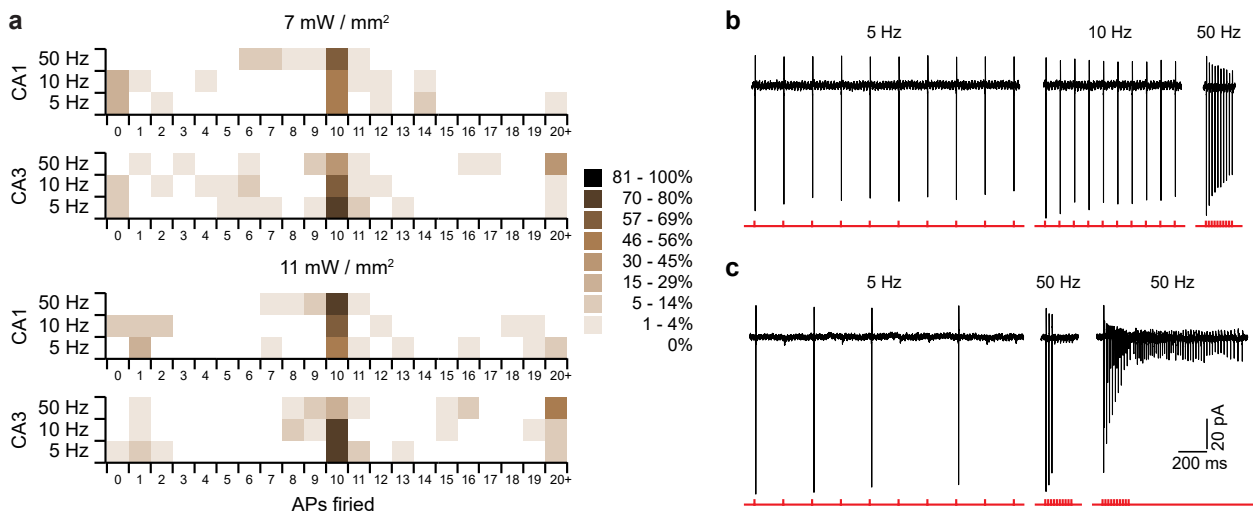 a
7 mW / mm²
CA1
50 Hz
10 Hz
5 Hz
0 1 2 3 4 5 6 7 8 9 10 11 12 13 14 15 16 17 18 19 20+
CA3
50 Hz
10 Hz
5 Hz
0 1 2 3 4 5 6 7 8 9 10 11 12 13 14 15 16 17 18 19 20+
11 mW / mm²
CA1
50 Hz
10 Hz
5 Hz
0 1 2 3 4 5 6 7 8 9 10 11 12 13 14 15 16 17 18 19 20+
CA3
50 Hz
10 Hz
5 Hz
0 1 2 3 4 5 6 7 8 9 10 11 12 13 14 15 16 17 18 19 20+
APs firied
81 - 100%
70 - 80%
57 - 69%
46 - 56%
30 - 45%
15 - 29%
5 - 14%
1 - 4%
0%
b
5 Hz 10 Hz 50 Hz
c
5 Hz 50 Hz 50 Hz
20 pA
200 ms